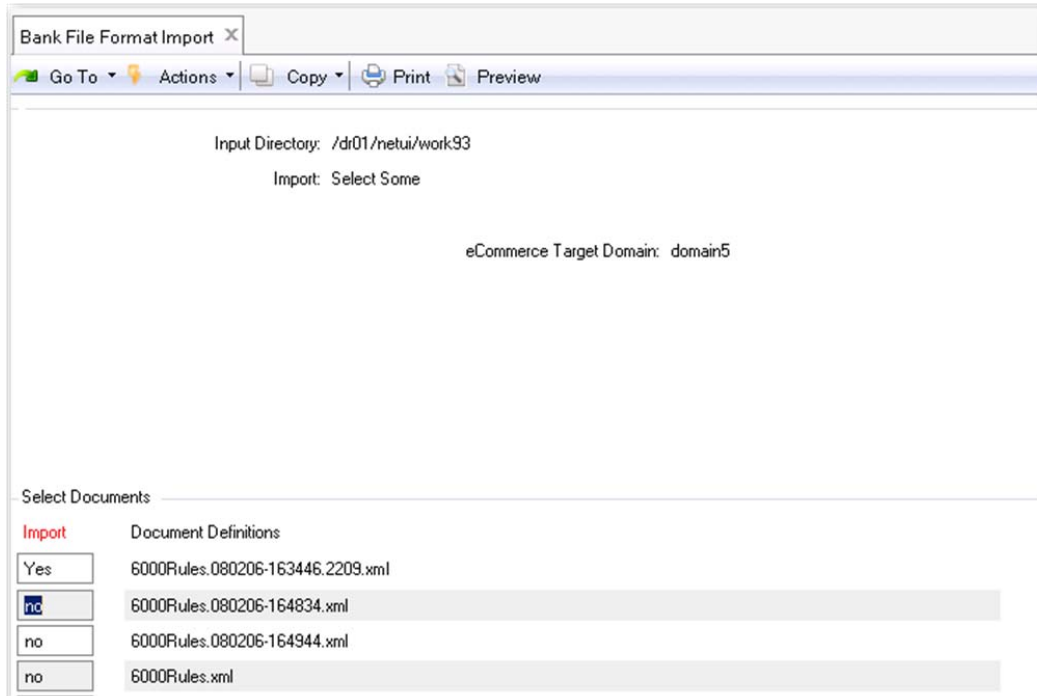 Bank File Format Import
Go To Actions Copy Print Preview
Input Directory: /dr01/netui/work93
Import: Select Some
eCommerce Target Domain: domain5
Select Documents
Import Document Definitions
Yes 6000Rules.080206-163446.2209.xml
no 6000Rules.080206-164834.xml
no 6000Rules.080206-164944.xml
no 6000Rules.xml